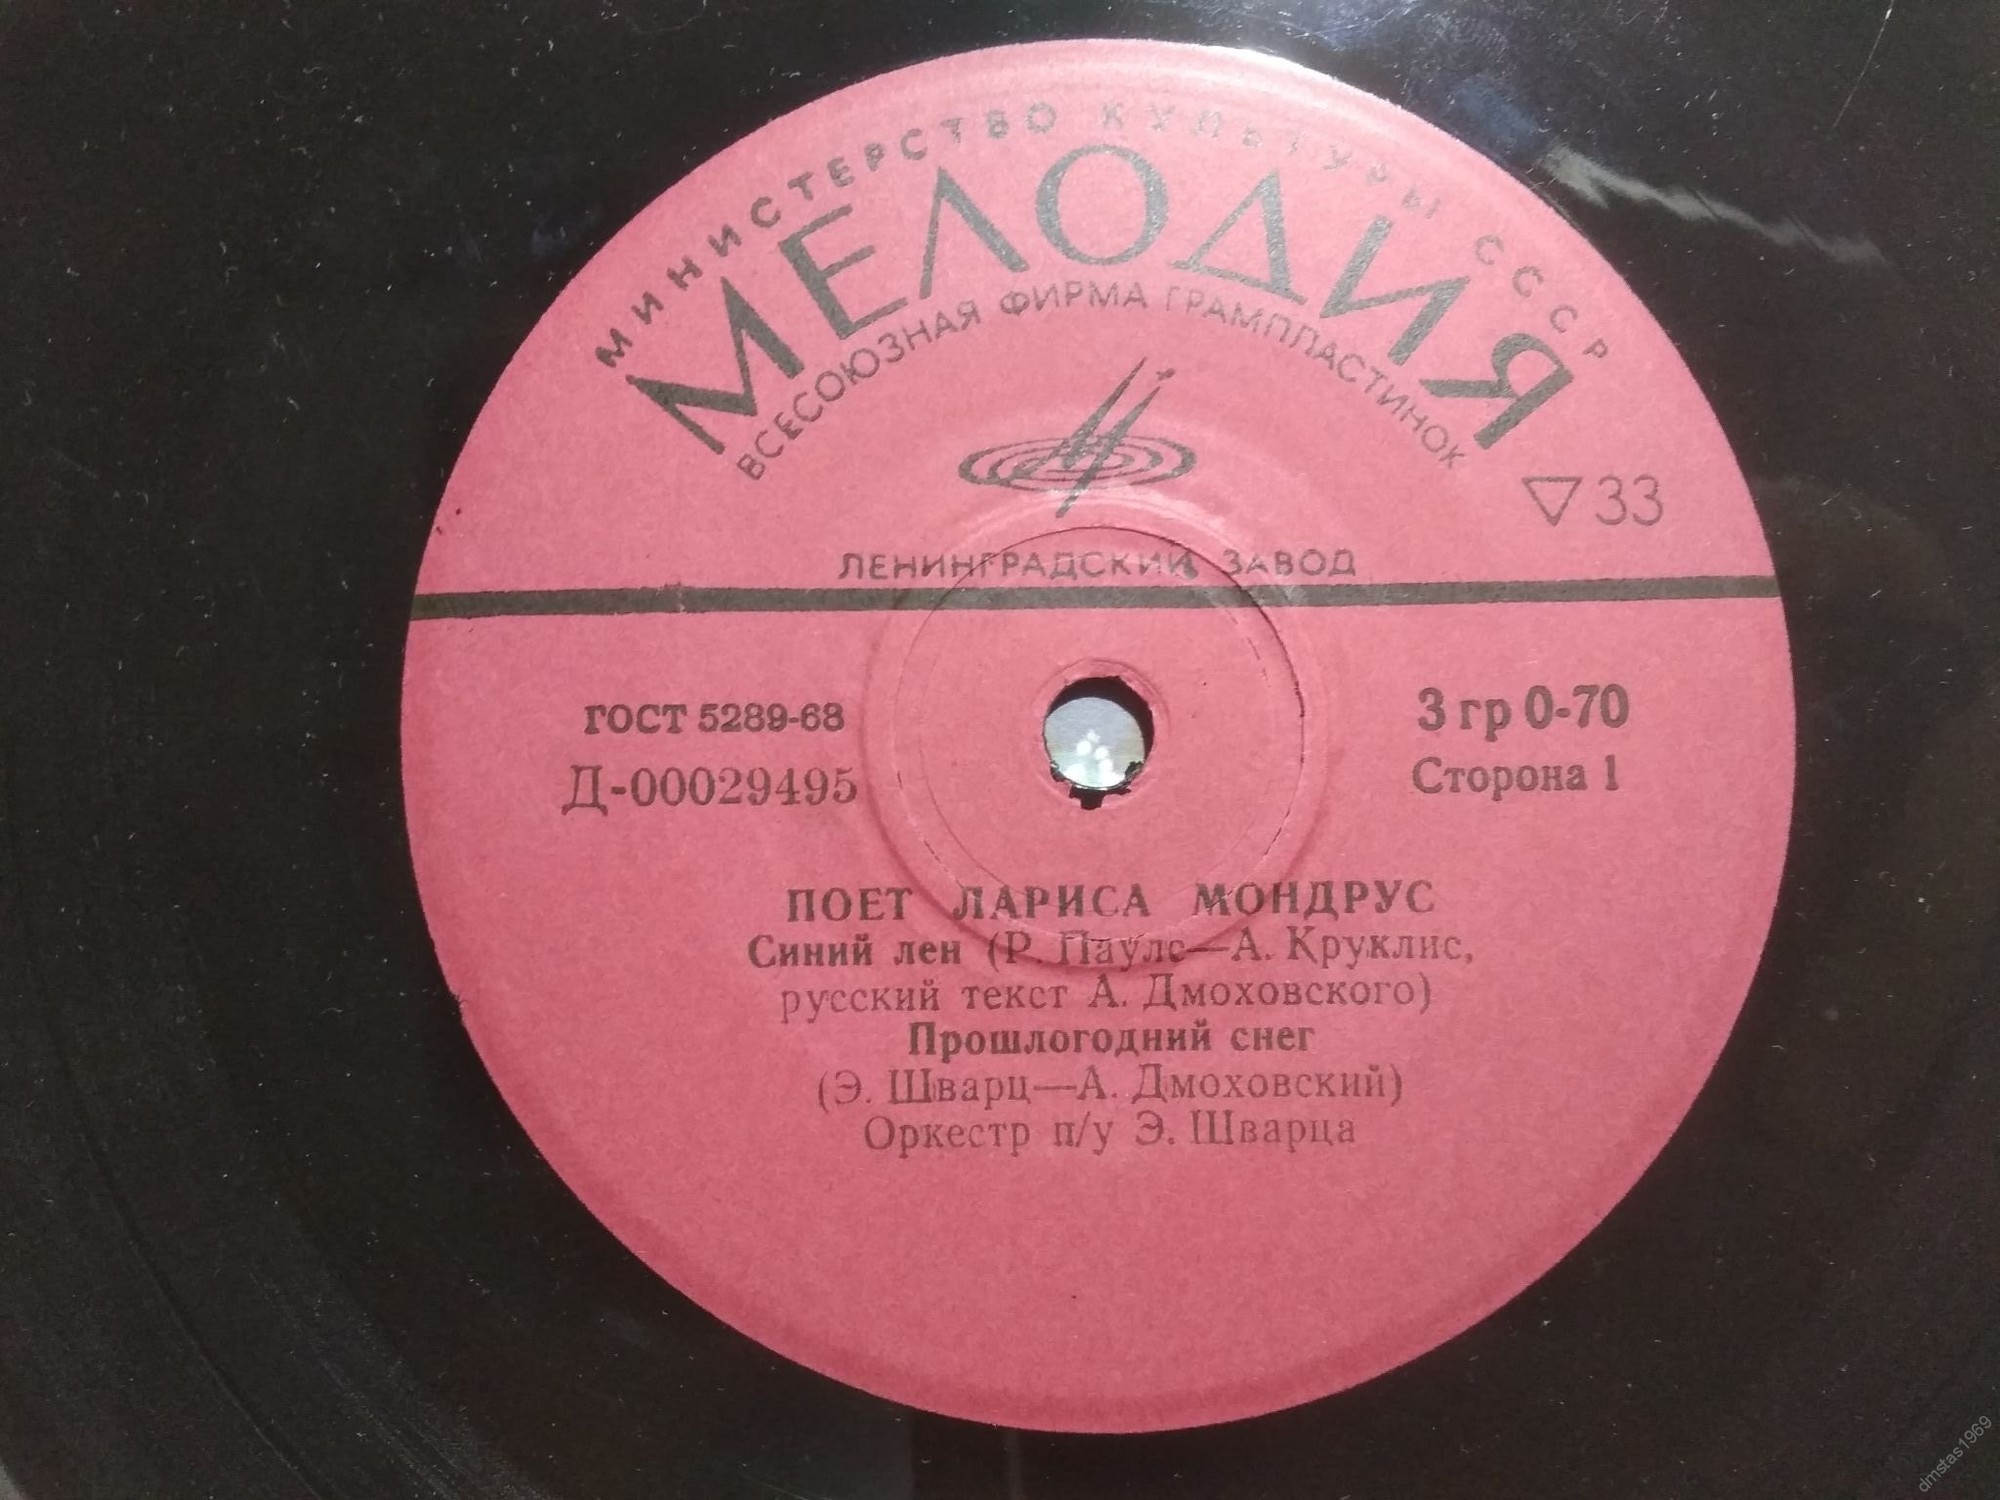 МИНИСТЕРСТВО КУЛЬТУРЫ СССР
МЕЛОДИЯ
ВСЕСОЮЗНАЯ ФИРМА ГРАМПЛАСТИНОК
▽33
ЛЕНИНГРАДСКИЙ ЗАВОД
ГОСТ 5289-68
3 гр 0-70
Д-00029495
Сторона 1
ПОЕТ ЛАРИСА МОНДРУС
Синий лен (Р. Паулс—А. Круклис,
русский текст А. Дмоховского)
Прошлогодний снег
(Э. Шварц—А. Дмоховский)
Оркестр п/у Э. Шварца
dmstas1969